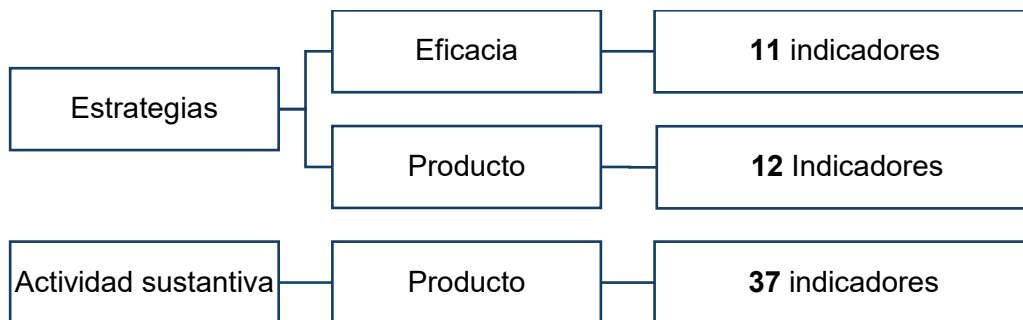 Eficacia
11 indicadores
Estrategias
Producto
12 Indicadores
Actividad sustantiva
Producto
37 indicadores